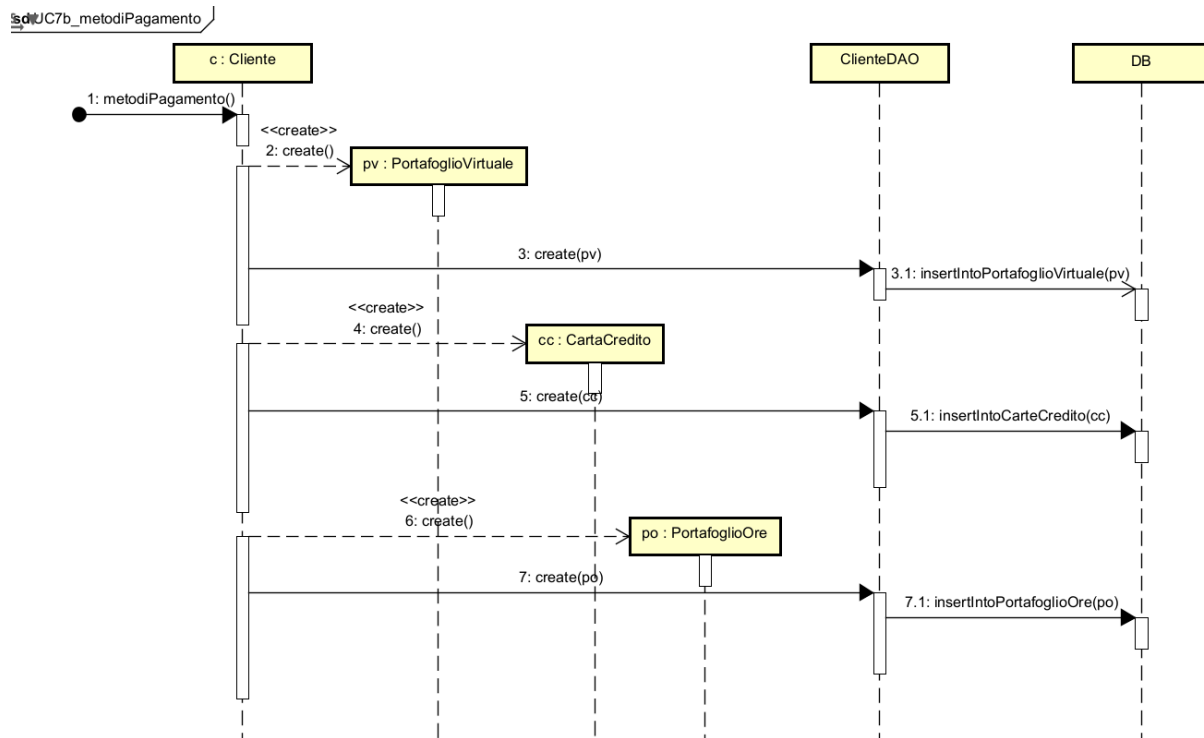 sd UC7b_metodiPagamento
c : Cliente
ClienteDAO
DB
1: metodiPagamento()
<<create>>
2: create()
pv : PortafoglioVirtuale
3: create(pv)
3.1: insertIntoPortafoglioVirtuale(pv)
<<create>>
4: create()
cc : CartaCredito
5: create(cc)
5.1: insertIntoCarteCredito(cc)
<<create>>
6: create()
po : PortafoglioOre
7: create(po)
7.1: insertIntoPortafoglioOre(po)